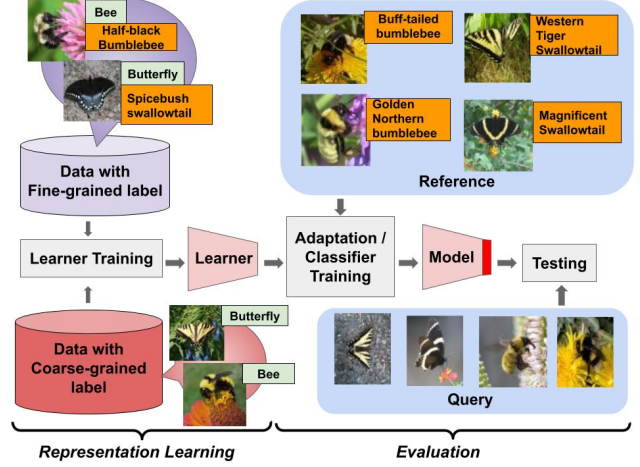 Bee
Half-black
Bumblebee
Butterfly
Spicebush
swallowtail
Data with
Fine-grained label
Buff-tailed
bumblebee
Western
Tiger
Swallowtail
Golden
Northern
bumblebee
Magnificent
Swallowtail
Reference
Learner Training
Learner
Adaptation /
Classifier
Training
Model
Testing
Data with
Coarse-grained
label
Butterfly
Bee
Query
Representation Learning
Evaluation